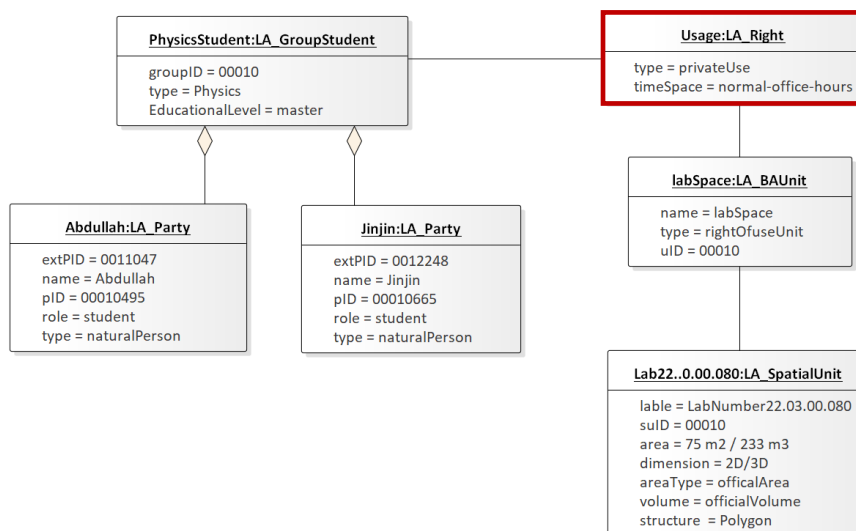 PhysicsStudent:LA_GroupStudent
groupID = 00010
type = Physics
EducationalLevel = master
Usage:LA_Right
type = privateUse
timeSpace = normal-office-hours
labSpace:LA_BAUnit
name = labSpace
type = rightOfuseUnit
uID = 00010
Abdullah:LA_Party
extPID = 0011047
name = Abdullah
pID = 00010495
role = student
type = naturalPerson
Jinjin:LA_Party
extPID = 0012248
name = Jinjin
pID = 00010665
role = student
type = naturalPerson
Lab22..0.00.080:LA_SpatialUnit
lable = LabNumber22.03.00.080
suID = 00010
area = 75 m2 / 233 m3
dimension = 2D/3D
areaType = officalArea
volume = officialVolume
structure = Polygon